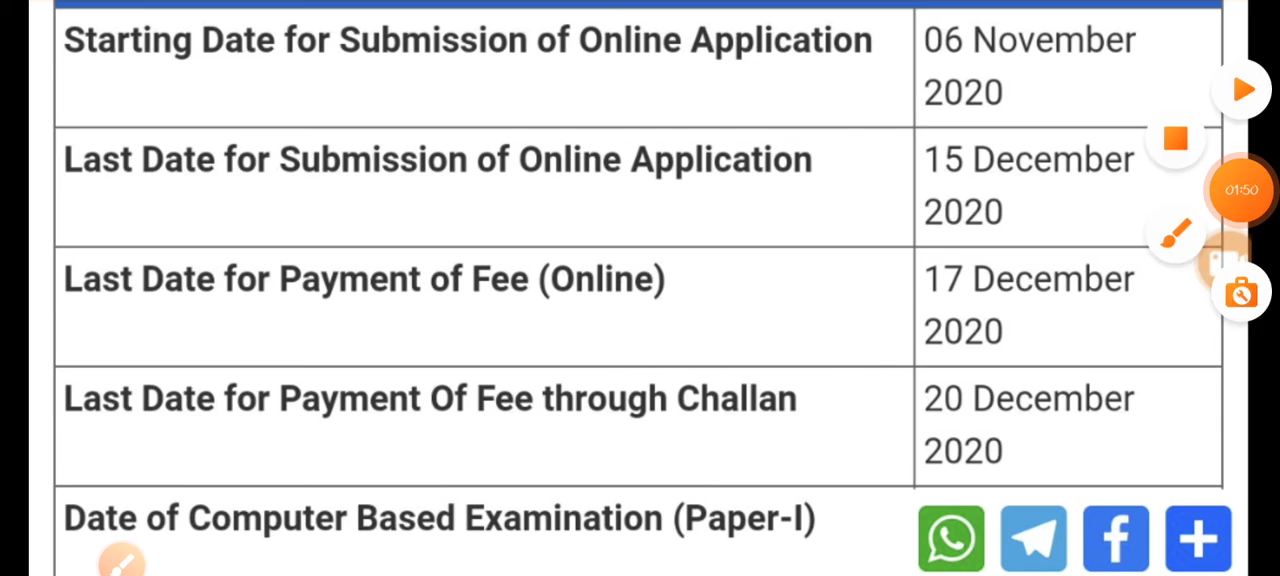 Starting Date for Submission of Online Application
06 November
2020
Last Date for Submission of Online Application
15 December
2020
Last Date for Payment of Fee (Online)
17 December
2020
Last Date for Payment Of Fee through Challan
20 December
2020
Date of Computer Based Examination (Paper-I)
01:50